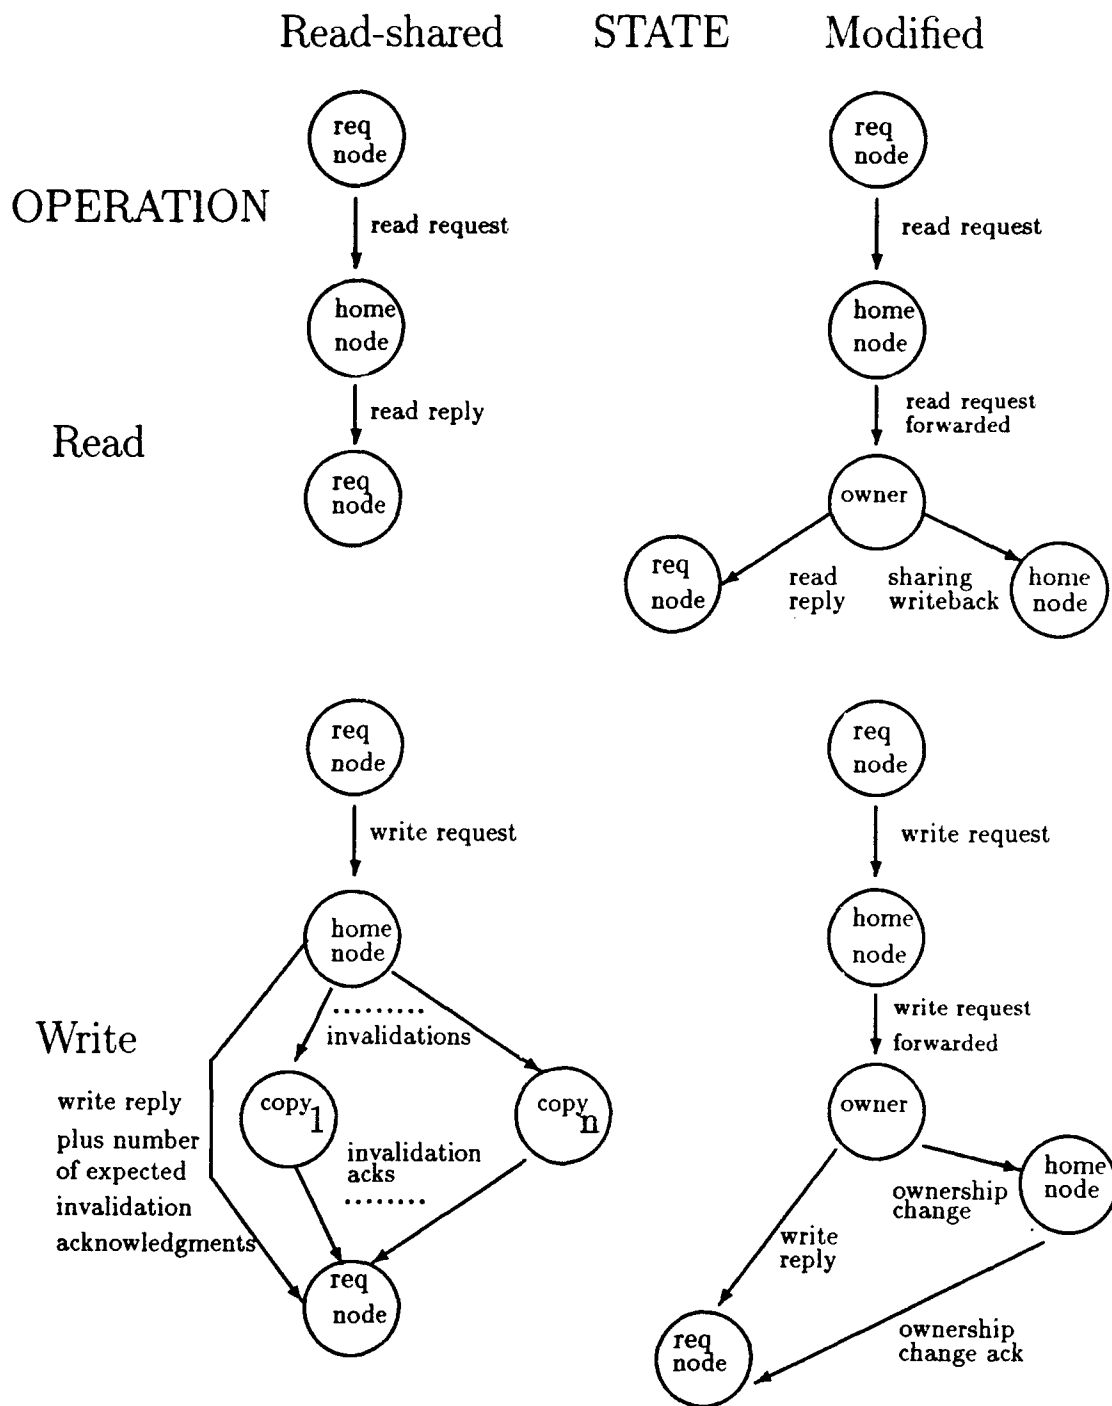 Read-shared STATE Modified
req
node
req
node
OPERATION
read request
read request
home
node
home
node
read reply
read request
forwarded
Read
req
node
owner
req
node
read
reply
sharing
writeback
home
node
req
node
req
node
write request
write request
home
node
home
node
invalidations
write request
forwarded
Write
write reply
plus number
of expected
invalidation
acknowledgments
copy 1
copy n
invalidation
acks
owner
home
node
ownership
change
write
reply
req
node
req
node
ownership
change ack